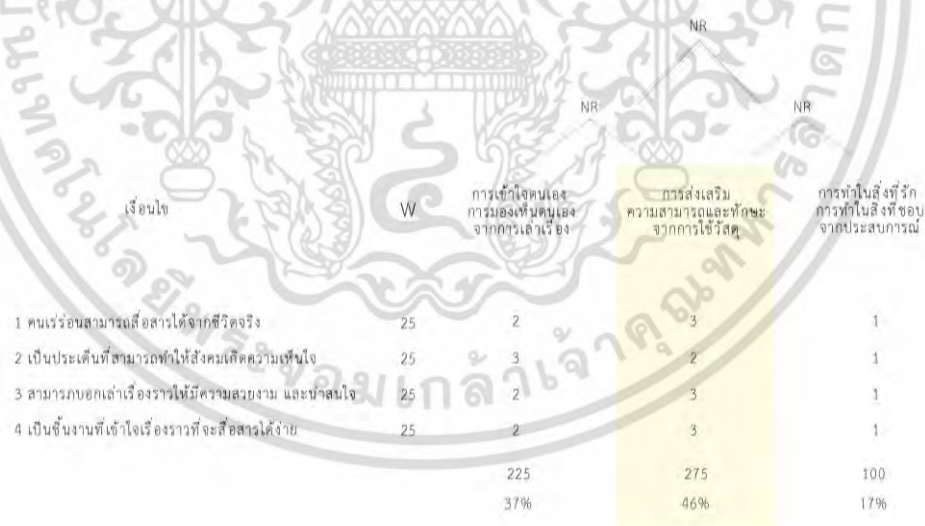 NR
NR
NR
เงื่อนไข
W
การเข้าใจตนเอง
การมองเห็นตนเอง
จากการเล่าเรื่อง
การส่งเสริม
ความสามารถและทักษะ
จากการใช้วัสดุ
การทำในสิ่งที่รัก
การทำในสิ่งที่ชอบ
จากประสบการณ์
1 คนเร่ร่อนสามารถสื่อสารได้จากชีวิตจริง 25 2 3 1
2 เป็นประเด็นที่สามารถทำให้สังคมเกิดความเห็นใจ 25 3 2 1
3 สามารถบอกเล่าเรื่องราวให้มีความสวยงาม และน่าสนใจ 25 2 3 1
4 เป็นชิ้นงานที่เข้าใจเรื่องราวที่จะสื่อสารได้ง่าย 25 2 3 1
225 275 100
37% 46% 17%